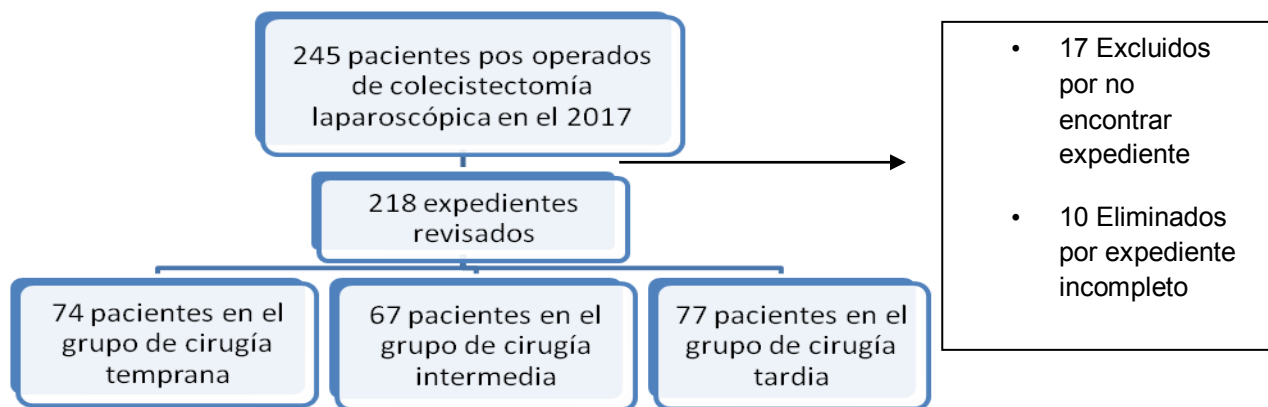 245 pacientes pos operados
de colecistectomía
laparoscópica en el 2017
• 17 Excluidos
por no
encontrar
expediente
• 10 Eliminados
por expediente
incompleto
218 expedientes
revisados
74 pacientes en el
grupo de cirugía
temprana
67 pacientes en el
grupo de cirugía
intermedia
77 pacientes en el
grupo de cirugía
tardia